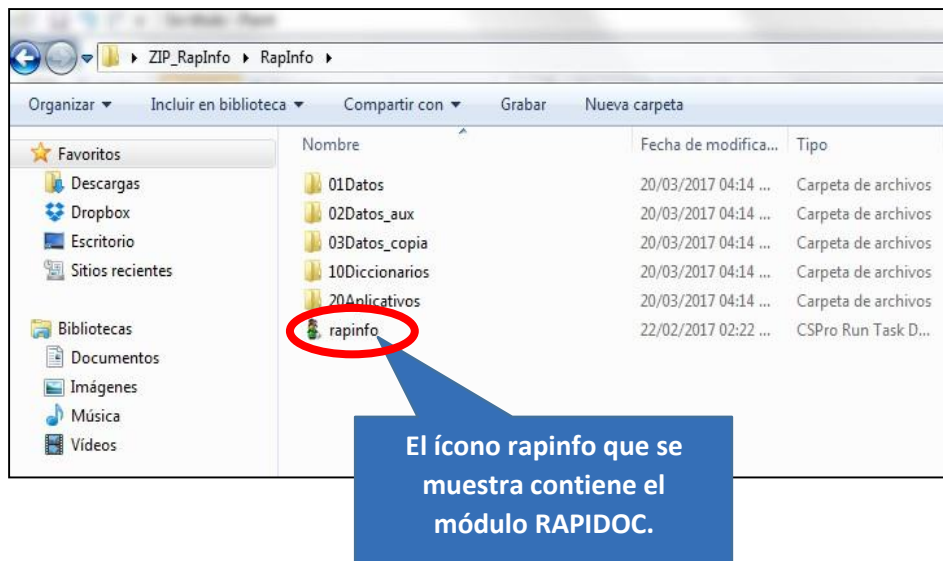 ZIP_RapInfo ▸ RapInfo ▸
Organizar ▾ Incluir en biblioteca ▾ Compartir con ▾ Grabar Nueva carpeta
Nombre Fecha de modifica... Tipo
Favoritos
Descargas
Dropbox
Escritorio
Sitios recientes
Bibliotecas
Documentos
Imágenes
Música
Vídeos
01Datos 20/03/2017 04:14 ... Carpeta de archivos
02Datos_aux 20/03/2017 04:14 ... Carpeta de archivos
03Datos_copia 20/03/2017 04:14 ... Carpeta de archivos
10Diccionarios 20/03/2017 04:14 ... Carpeta de archivos
20Aplicativos 20/03/2017 04:14 ... Carpeta de archivos
rapinfo 22/02/2017 02:22 ... CSPro Run Task D...
El ícono rapinfo que se
muestra contiene el
módulo RAPIDOC.